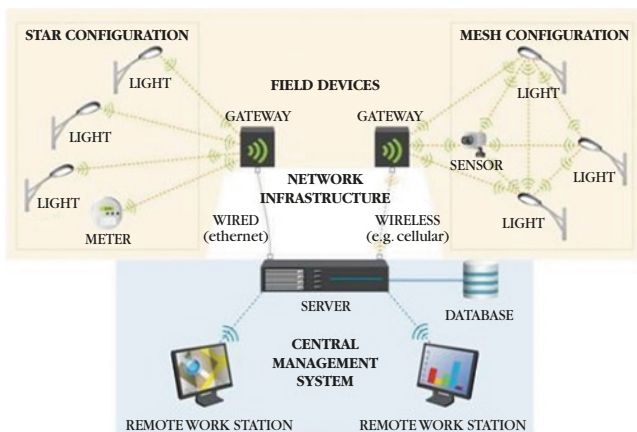 STAR CONFIGURATION
MESH CONFIGURATION
LIGHT
FIELD DEVICES
LIGHT
GATEWAY
GATEWAY
LIGHT
SENSOR
LIGHT
NETWORK
INFRASTRUCTURE
LIGHT
METER
WIRED
(ethernet)
WIRELESS
(e.g. cellular)
LIGHT
SERVER
DATABASE
CENTRAL
MANAGEMENT
SYSTEM
REMOTE WORK STATION
REMOTE WORK STATION